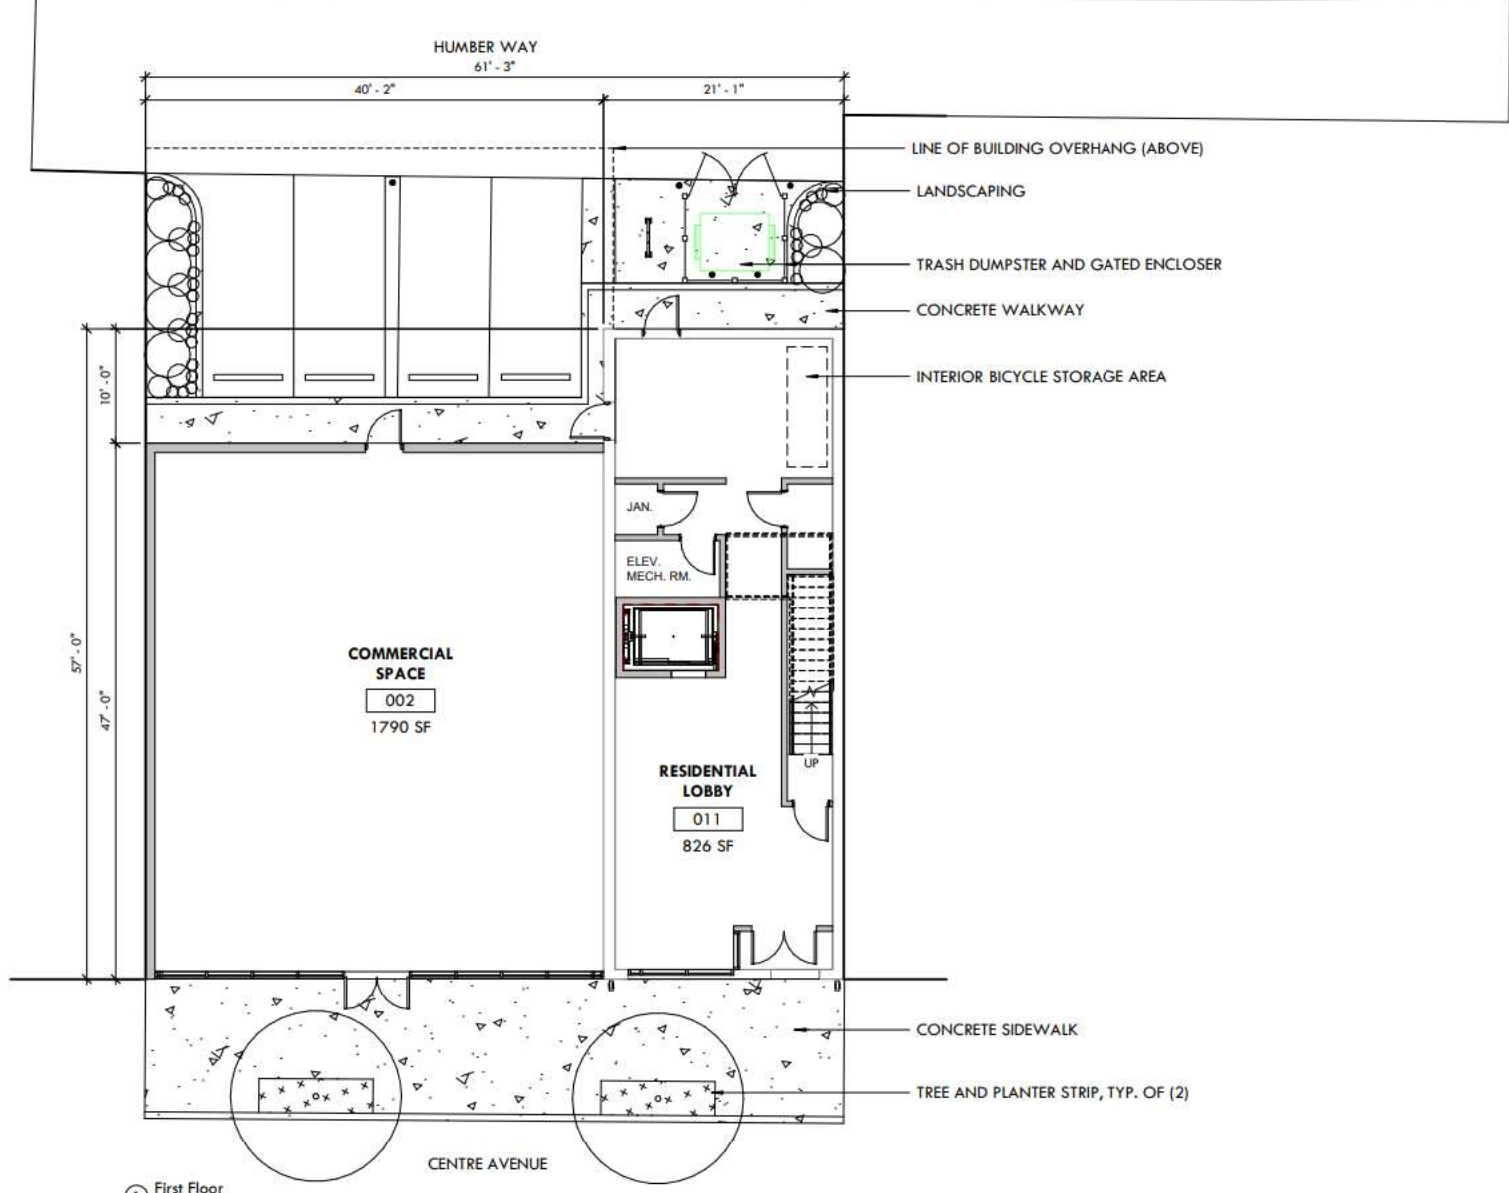 HUMBER WAY
61' - 3"
40' - 2"
21' - 1"
LINE OF BUILDING OVERHANG (ABOVE)
LANDSCAPING
TRASH DUMPSTER AND GATED ENCLOSER
CONCRETE WALKWAY
INTERIOR BICYCLE STORAGE AREA
10' - 0"
JAN.
ELEV.
MECH. RM.
57' - 0"
47' - 0"
COMMERCIAL
SPACE
002
1790 SF
UP
RESIDENTIAL
LOBBY
011
826 SF
CONCRETE SIDEWALK
TREE AND PLANTER STRIP, TYP. OF (2)
CENTRE AVENUE
First Floor